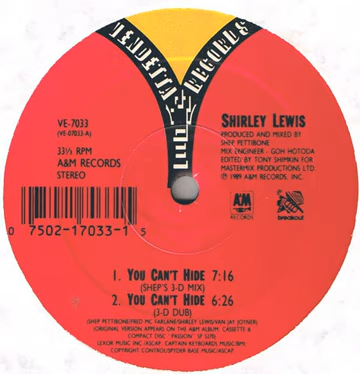 VENDETTA RECORDS
VE-7033
(VE-07033-A)
33⅓ RPM
A&M RECORDS
STEREO
SHIRLEY LEWIS
PRODUCED AND MIXED BY
SHEP PETTIBONE
MIX ENGINEER - GOH HOTODA
EDITED BY TONY SHIMKIN FOR
MASTERMIX PRODUCTIONS LTD.
℗ 1989 A&M RECORDS, INC.
A&M
RECORDS
breakout
0 7502-17033-1 5
1. YOU CAN'T HIDE 7:16
(SHEP'S 3-D MIX)
2. YOU CAN'T HIDE 6:26
(3-D DUB)
(SHEP PETTIBONE/FRED MC FARLANE/SHIRLEY LEWIS/VAN JAY JOYNER)
(ORIGINAL VERSION APPEARS ON THE A&M ALBUM, CASSETTE &
COMPACT DISC "PASSION" SP 5270)
LEXOR MUSIC INC./ASCAP, CAPTAIN KEYBOARDS MUSIC/BMI
COPYRIGHT CONTROL/SPYDER BASE MUSIC/ASCAP